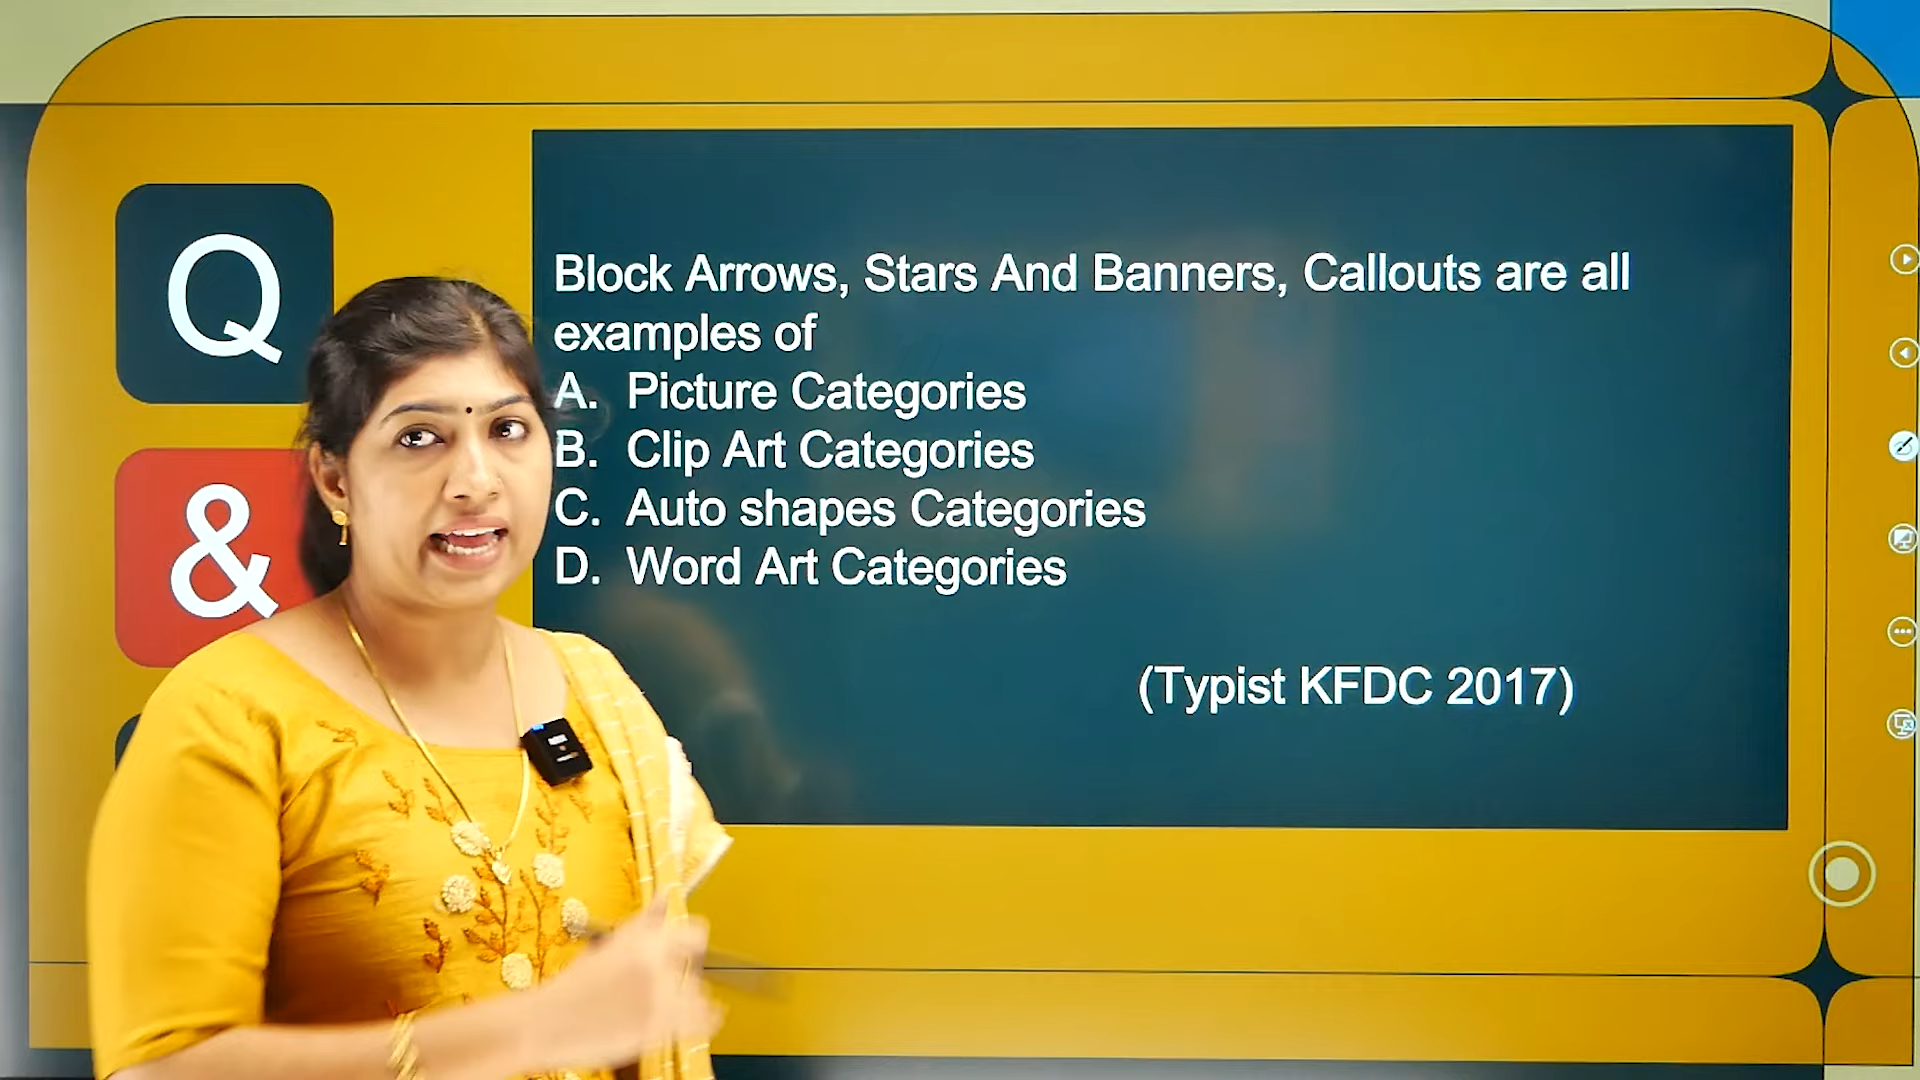 Q
&
Block Arrows, Stars And Banners, Callouts are all
examples of
A. Picture Categories
B. Clip Art Categories
C. Auto shapes Categories
D. Word Art Categories
(Typist KFDC 2017)